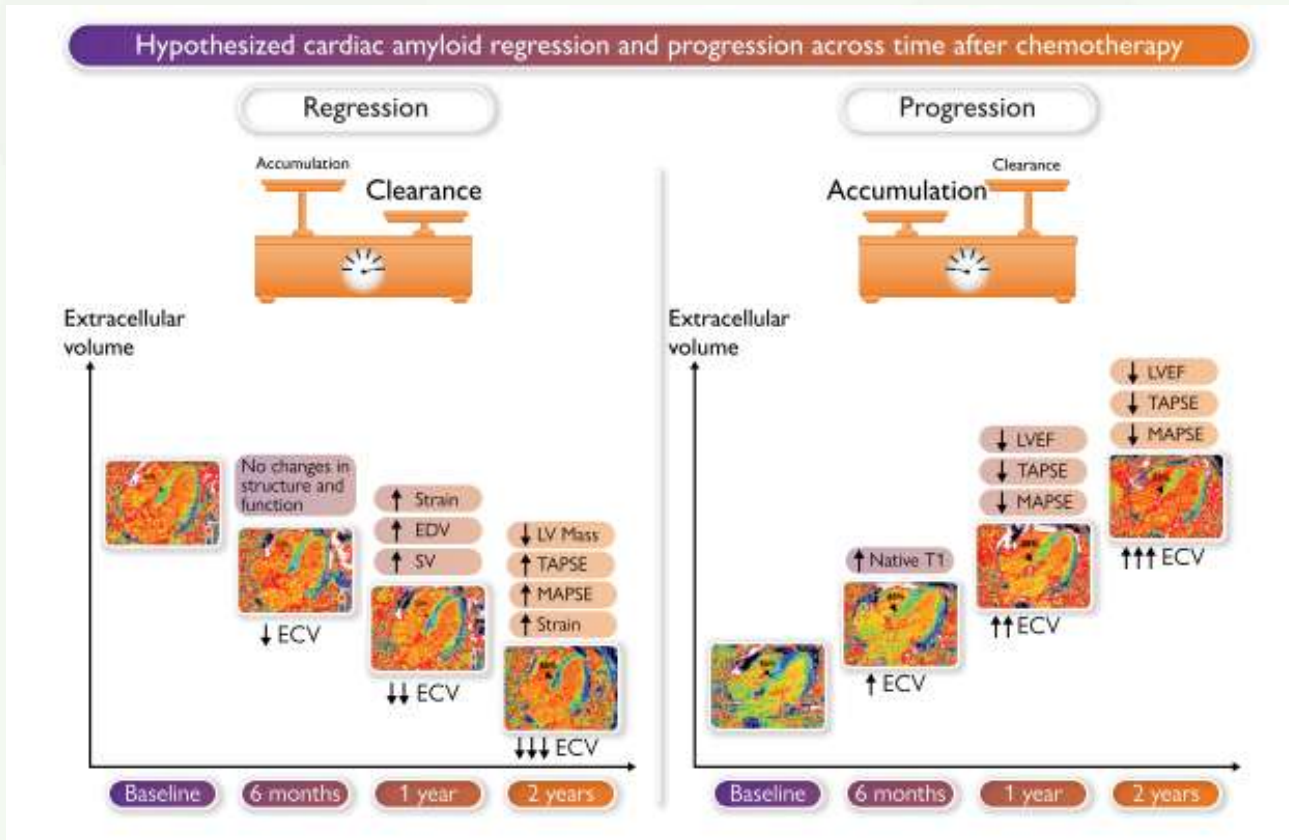 Hypothesized cardiac amyloid regression and progression across time after chemotherapy
Regression
Accumulation
Clearance
Extracellular
volume
No changes in
structure and
function
↓ ECV
↑ Strain
↑ EDV
↑ SV
↓↓ ECV
↓ LV Mass
↑ TAPSE
↑ MAPSE
↑ Strain
↓↓↓ ECV
Baseline
6 months
1 year
2 years
Progression
Clearance
Accumulation
Extracellular
volume
↑ Native T1
↑ ECV
↓ LVEF
↓ TAPSE
↓ MAPSE
↑↑ ECV
↓ LVEF
↓ TAPSE
↓ MAPSE
↑↑↑ ECV
Baseline
6 months
1 year
2 years